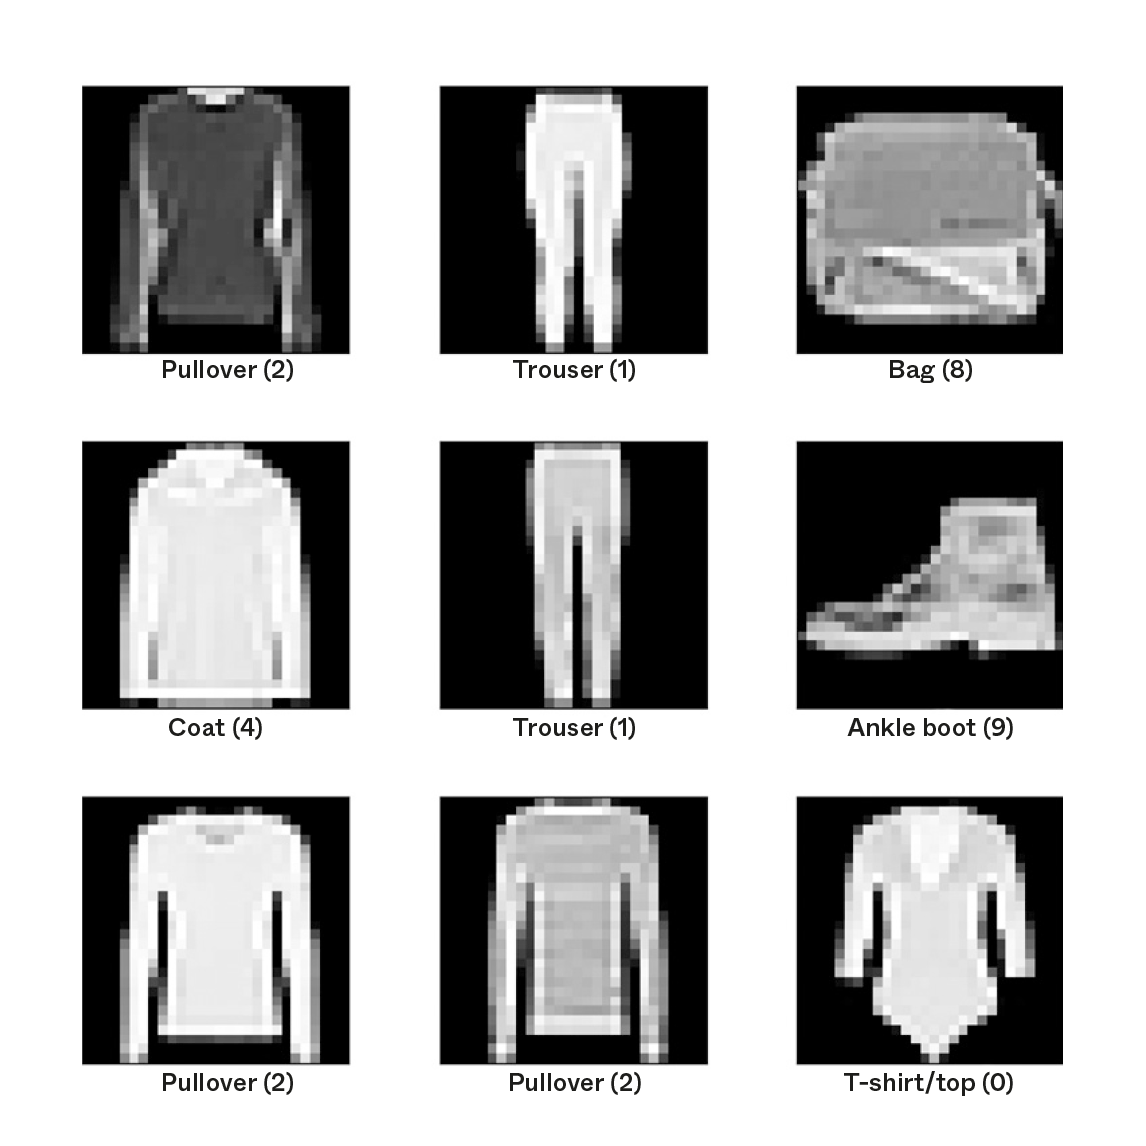 Pullover (2)
Trouser (1)
Bag (8)
Coat (4)
Trouser (1)
Ankle boot (9)
Pullover (2)
Pullover (2)
T-shirt/top (0)